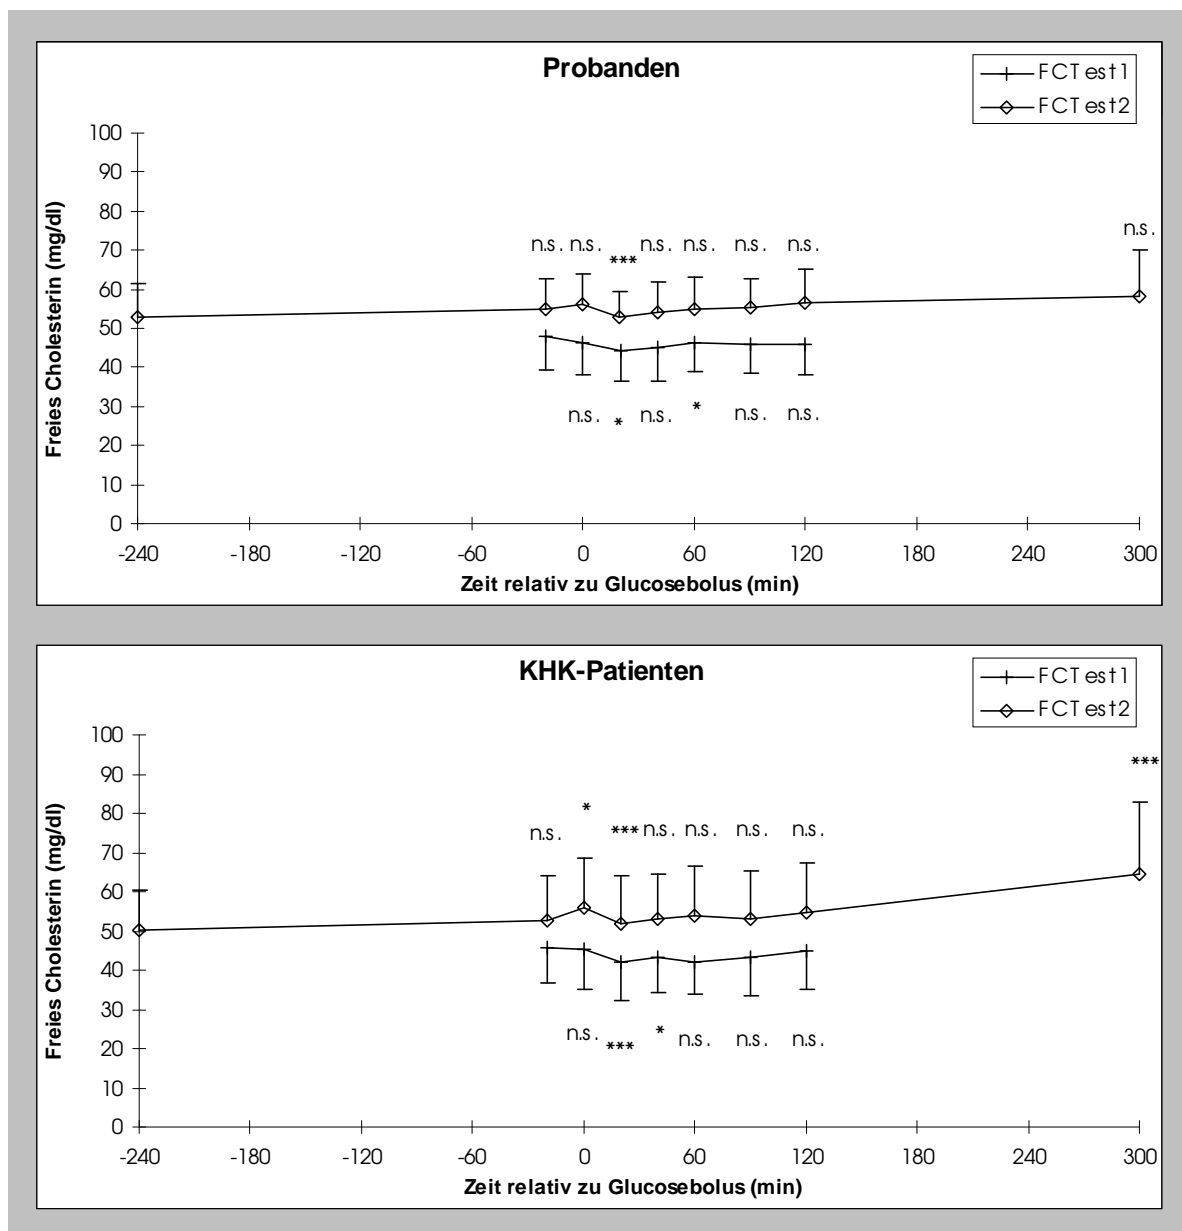 Probanden
FCTest1
FCTest2
Freies Cholesterin (mg/dl)
100
90
80
70
60
50
40
30
20
10
0
n.s. n.s. *** n.s. n.s. n.s. n.s. n.s.
n.s. * n.s. * n.s. n.s.
-240 -180 -120 -60 0 60 120 180 240 300
Zeit relativ zu Glucosebolus (min)
KHK-Patienten
FCTest1
FCTest2
Freies Cholesterin (mg/dl)
100
90
80
70
60
50
40
30
20
10
0
n.s. * *** n.s. n.s. n.s. n.s. ***
n.s. *** * n.s. n.s. n.s.
-240 -180 -120 -60 0 60 120 180 240 300
Zeit relativ zu Glucosebolus (min)